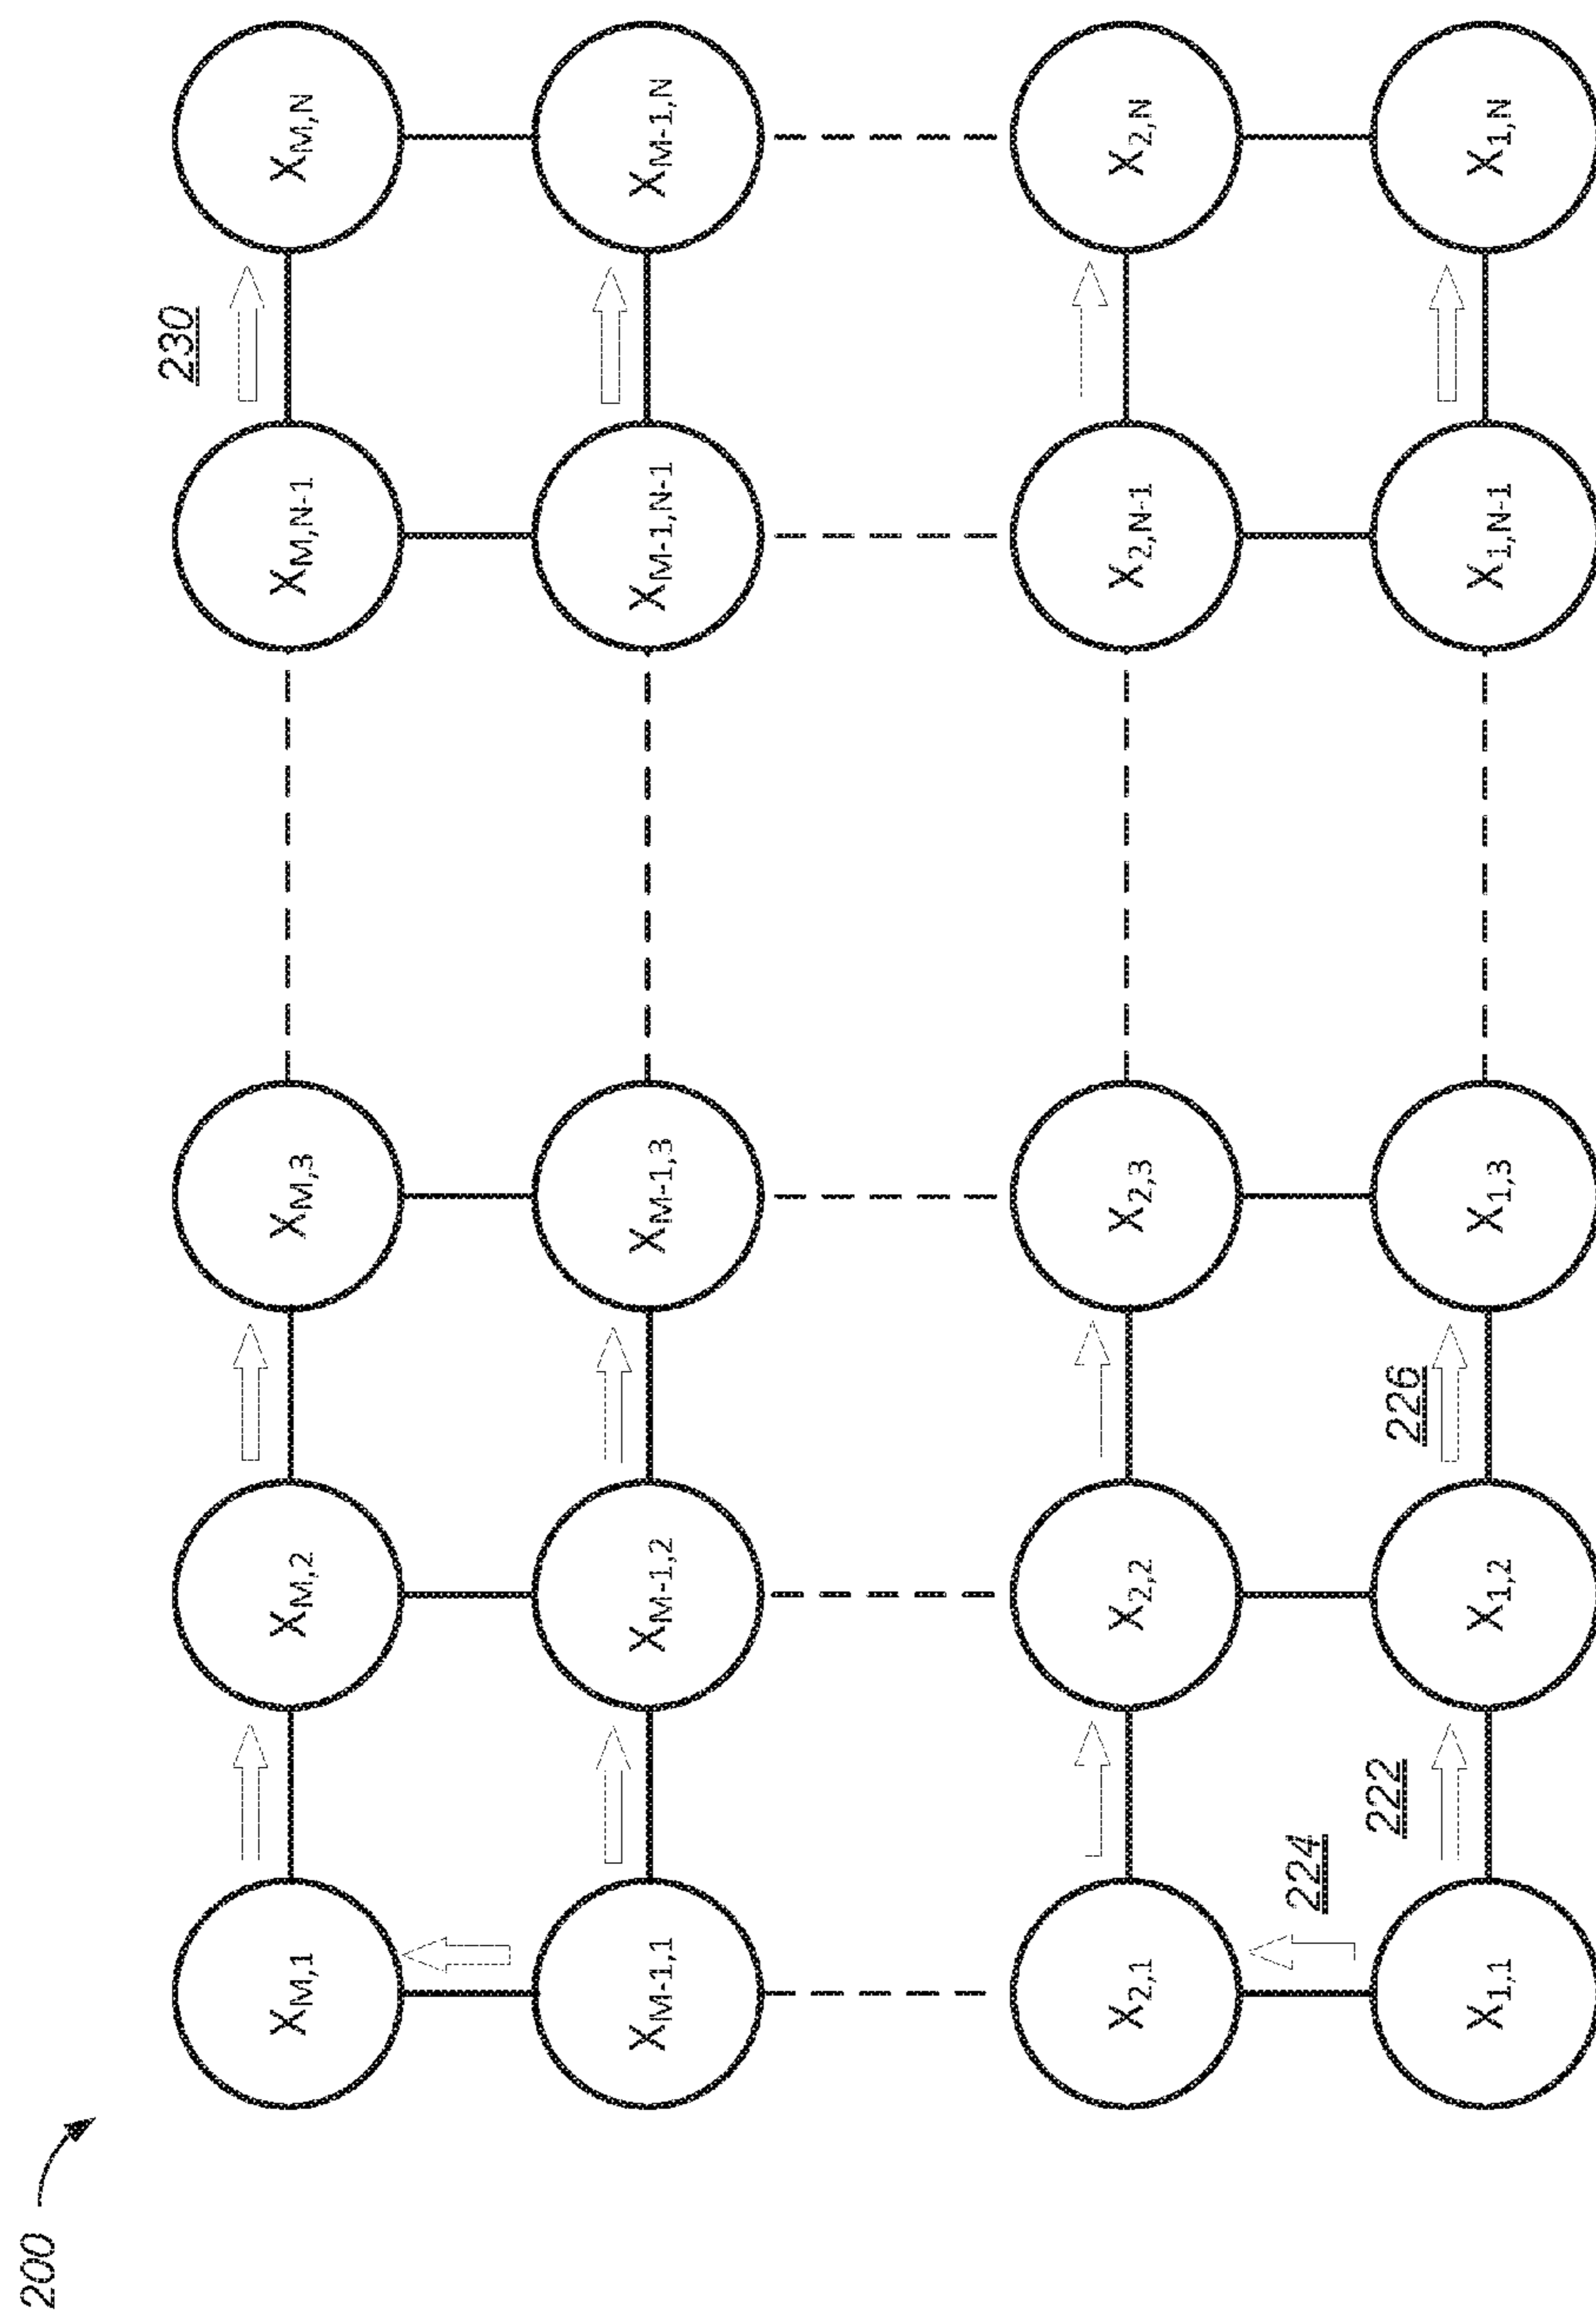 200
X_{M,1} X_{M,2} X_{M,3} X_{M,N-1} 230 X_{M,N}
X_{M-1,1} X_{M-1,2} X_{M-1,3} X_{M-1,N-1} X_{M-1,N}
X_{2,1} X_{2,2} X_{2,3} X_{2,N-1} X_{2,N}
224
222 226
X_{1,1} X_{1,2} X_{1,3} X_{1,N-1} X_{1,N}